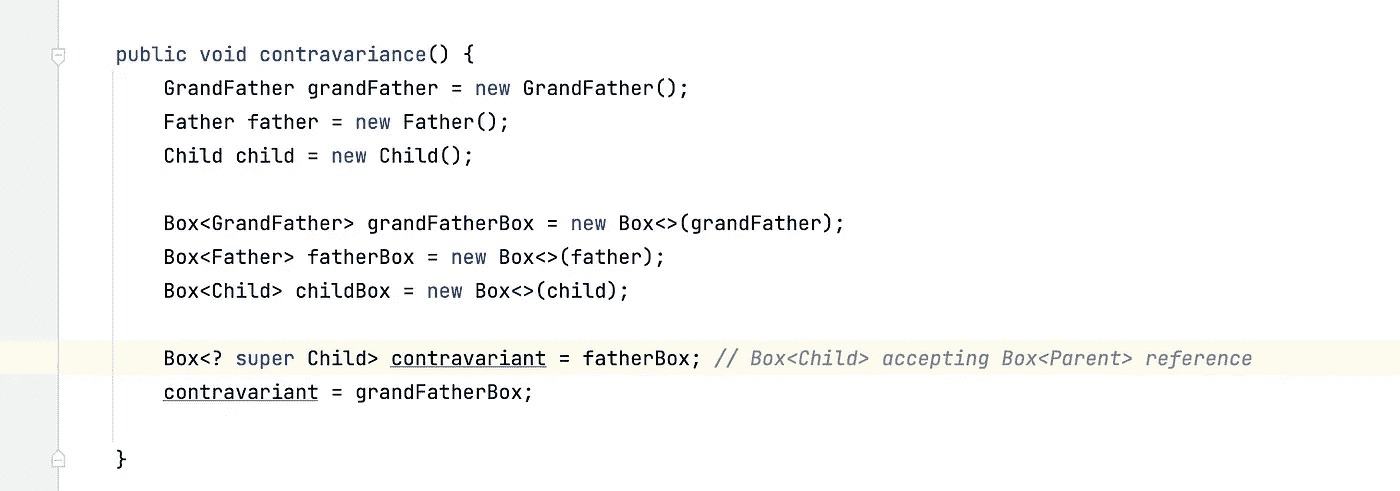 public void contravariance() {
GrandFather grandFather = new GrandFather();
Father father = new Father();
Child child = new Child();
Box<GrandFather> grandFatherBox = new Box<>(grandFather);
Box<Father> fatherBox = new Box<>(father);
Box<Child> childBox = new Box<>(child);
Box<? super Child> contravariant = fatherBox; // Box<Child> accepting Box<Parent> reference
contravariant = grandFatherBox;
}